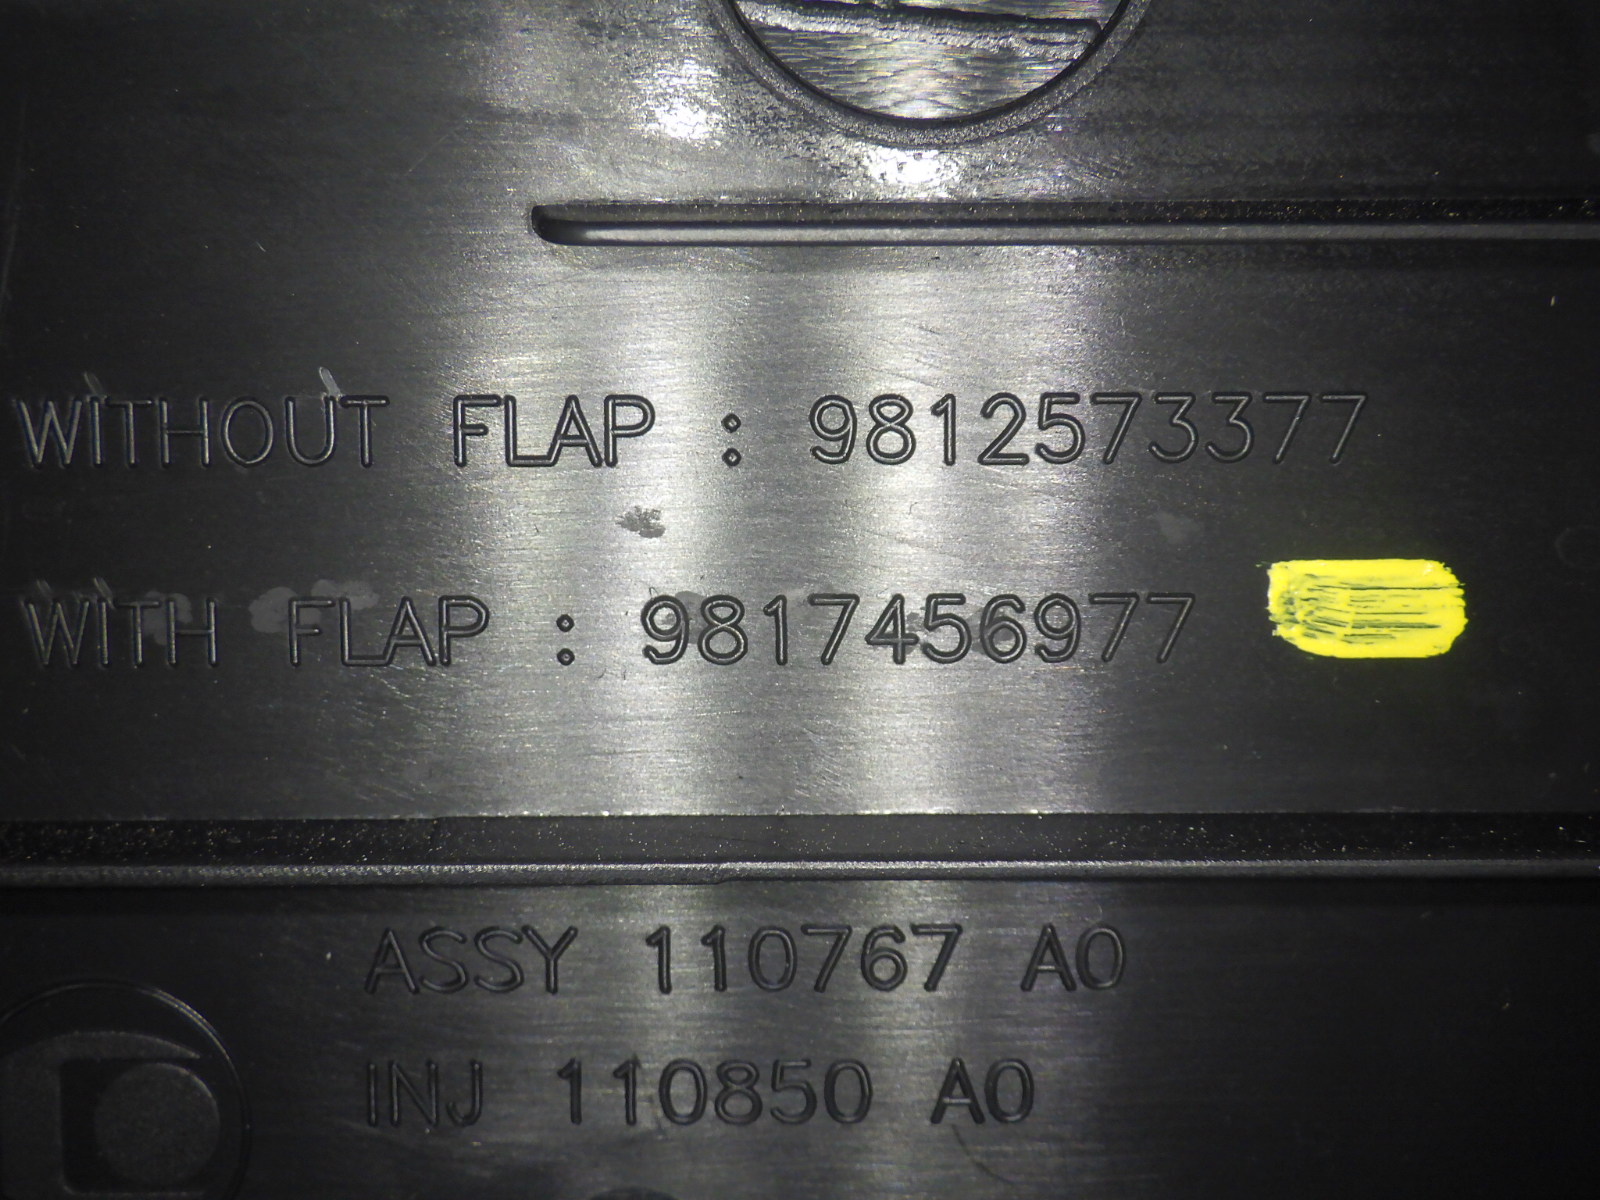 WITHOUT FLAP : 9812573377
WITH FLAP : 9817456977
ASSY 110767 A0
INJ 110850 A0